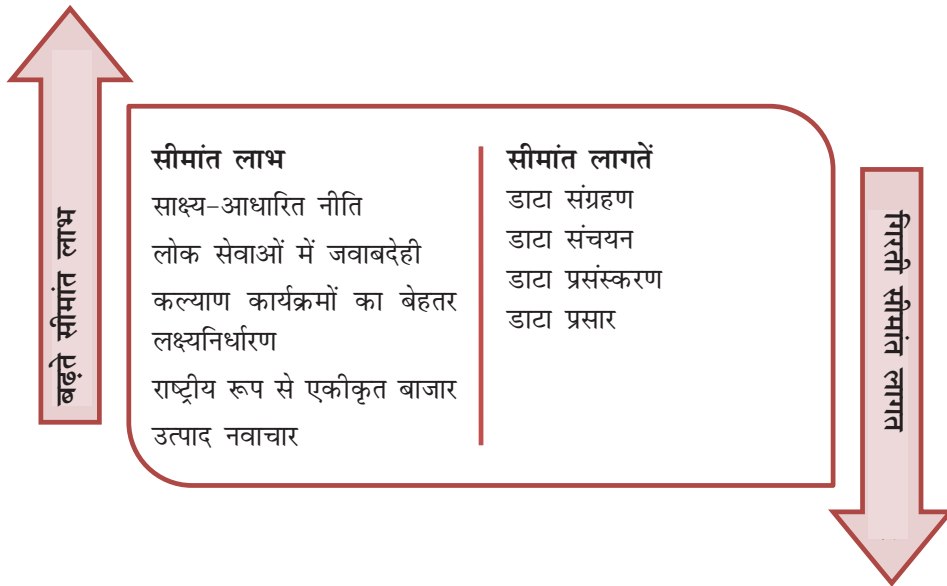 बढ़ते सीमांत लाभ
सीमांत लाभ
साक्ष्य-आधारित नीति
लोक सेवाओं में जवाबदेही
कल्याण कार्यक्रमों का बेहतर
लक्ष्यनिर्धारण
राष्ट्रीय रूप से एकीकृत बाजार
उत्पाद नवाचार
सीमांत लागतें
डाटा संग्रहण
डाटा संचयन
डाटा प्रसंस्करण
डाटा प्रसार
गिरती सीमांत लागत